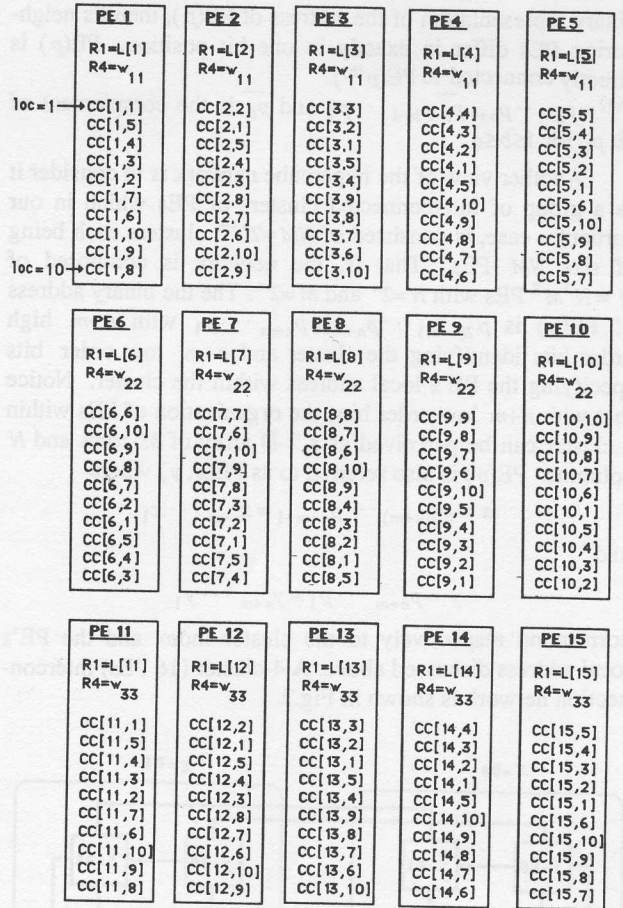 PE 1
R1=L[1]
R4=w11
loc=1→CC[1,1]
CC[1,5]
CC[1,4]
CC[1,3]
CC[1,2]
CC[1,7]
CC[1,6]
CC[1,10]
CC[1,9]
loc=10→CC[1,8]
PE 2
R1=L[2]
R4=w11
CC[2,2]
CC[2,1]
CC[2,5]
CC[2,4]
CC[2,3]
CC[2,8]
CC[2,7]
CC[2,6]
CC[2,10]
CC[2,9]
PE 3
R1=L[3]
R4=w11
CC[3,3]
CC[3,2]
CC[3,1]
CC[3,5]
CC[3,4]
CC[3,9]
CC[3,8]
CC[3,7]
CC[3,6]
CC[3,10]
PE4
R1=L[4]
R4=w11
CC[4,4]
CC[4,3]
CC[4,2]
CC[4,1]
CC[4,5]
CC[4,10]
CC[4,9]
CC[4,8]
CC[4,7]
CC[4,6]
PE 5
R1=L[5]
R4=w11
CC[5,5]
CC[5,4]
CC[5,3]
CC[5,2]
CC[5,1]
CC[5,6]
CC[5,10]
CC[5,9]
CC[5,8]
CC[5,7]
PE 6
R1=L[6]
R4=w22
CC[6,6]
CC[6,10]
CC[6,9]
CC[6,8]
CC[6,7]
CC[6,2]
CC[6,1]
CC[6,5]
CC[6,4]
CC[6,3]
PE 7
R1=L[7]
R4=w22
CC[7,7]
CC[7,6]
CC[7,10]
CC[7,9]
CC[7,8]
CC[7,3]
CC[7,2]
CC[7,1]
CC[7,5]
CC[7,4]
PE 8
R1=L[8]
R4=w22
CC[8,8]
CC[8,7]
CC[8,6]
CC[8,10]
CC[8,9]
CC[8,4]
CC[8,3]
CC[8,2]
CC[8,1]
CC[8,5]
PE 9
R1=L[9]
R4=w22
CC[9,9]
CC[9,8]
CC[9,7]
CC[9,6]
CC[9,10]
CC[9,5]
CC[9,4]
CC[9,3]
CC[9,2]
CC[9,1]
PE 10
R1=L[10]
R4=w22
CC[10,10]
CC[10,9]
CC[10,8]
CC[10,7]
CC[10,6]
CC[10,1]
CC[10,5]
CC[10,4]
CC[10,3]
CC[10,2]
PE 11
R1=L[11]
R4=w33
CC[11,1]
CC[11,5]
CC[11,4]
CC[11,3]
CC[11,2]
CC[11,7]
CC[11,6]
CC[11,10]
CC[11,9]
CC[11,8]
PE 12
R1=L[12]
R4=w33
CC[12,2]
CC[12,1]
CC[12,5]
CC[12,4]
CC[12,3]
CC[12,8]
CC[12,7]
CC[12,6]
CC[12,10]
CC[12,9]
PE 13
R1=L[13]
R4=w33
CC[13,3]
CC[13,2]
CC[13,1]
CC[13,5]
CC[13,4]
CC[13,9]
CC[13,8]
CC[13,7]
CC[13,6]
CC[13,10]
PE 14
R1=L[14]
R4=w33
CC[14,4]
CC[14,3]
CC[14,2]
CC[14,1]
CC[14,5]
CC[14,10]
CC[14,9]
CC[14,8]
CC[14,7]
CC[14,6]
PE 15
R1=L[15]
R4=w33
CC[15,5]
CC[15,4]
CC[15,3]
CC[15,2]
CC[15,1]
CC[15,6]
CC[15,10]
CC[15,9]
CC[15,8]
CC[15,7]